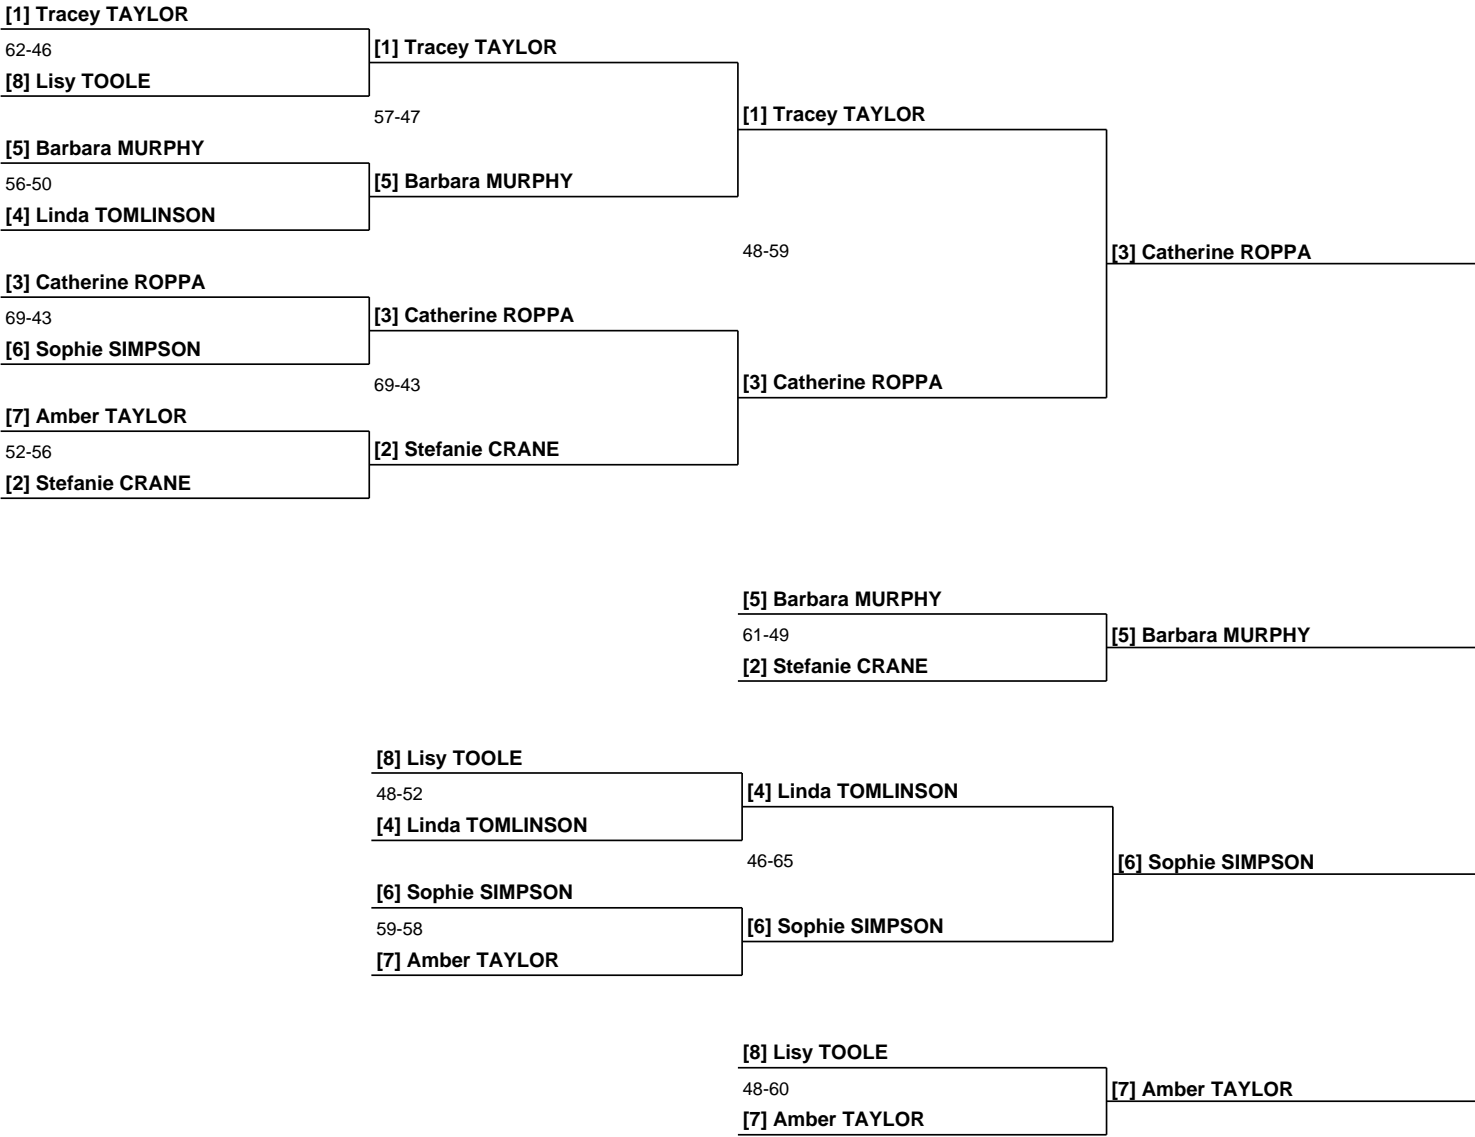 [1] Tracey TAYLOR
62-46
[8] Lisy TOOLE
[1] Tracey TAYLOR
57-47
[5] Barbara MURPHY
56-50
[4] Linda TOMLINSON
[5] Barbara MURPHY
[1] Tracey TAYLOR
48-59
[3] Catherine ROPPA
[3] Catherine ROPPA
69-43
[6] Sophie SIMPSON
[3] Catherine ROPPA
69-43
[3] Catherine ROPPA
[7] Amber TAYLOR
52-56
[2] Stefanie CRANE
[2] Stefanie CRANE
[5] Barbara MURPHY
61-49
[2] Stefanie CRANE
[5] Barbara MURPHY
[8] Lisy TOOLE
48-52
[4] Linda TOMLINSON
[4] Linda TOMLINSON
46-65
[6] Sophie SIMPSON
[6] Sophie SIMPSON
59-58
[7] Amber TAYLOR
[6] Sophie SIMPSON
[8] Lisy TOOLE
48-60
[7] Amber TAYLOR
[7] Amber TAYLOR